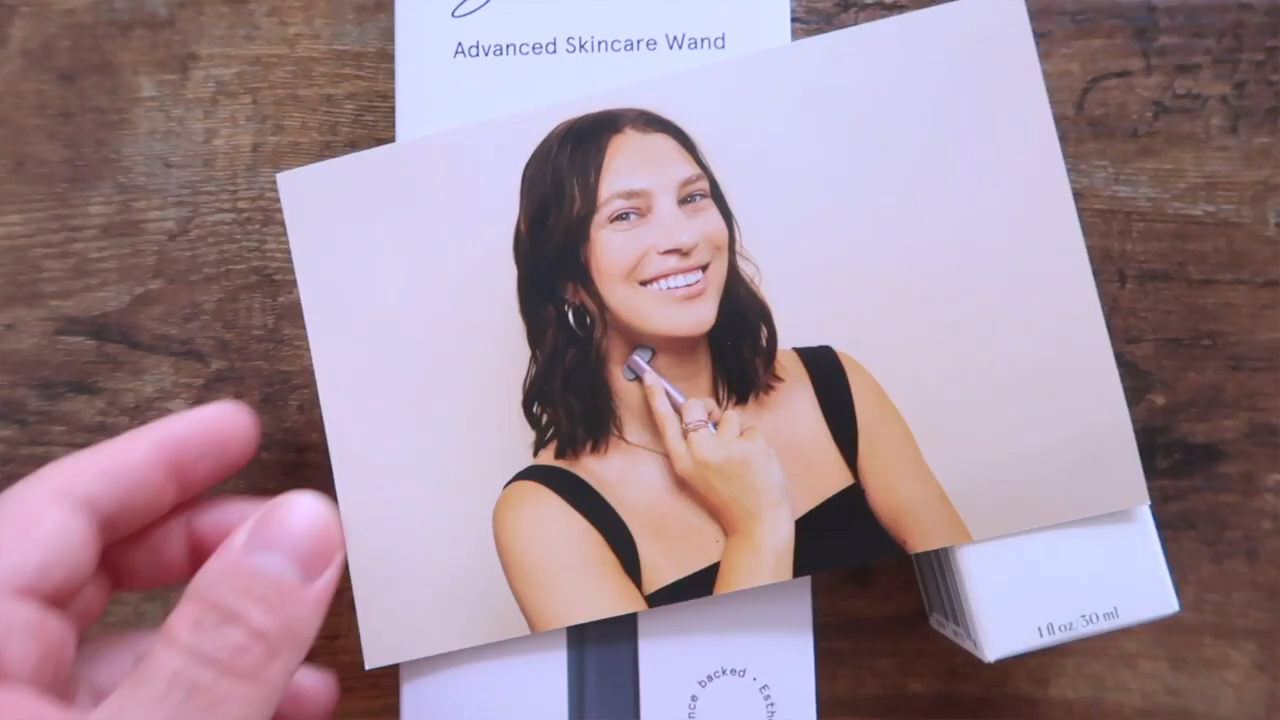 Advanced Skincare Wand
1 fl oz/30 ml
backed •